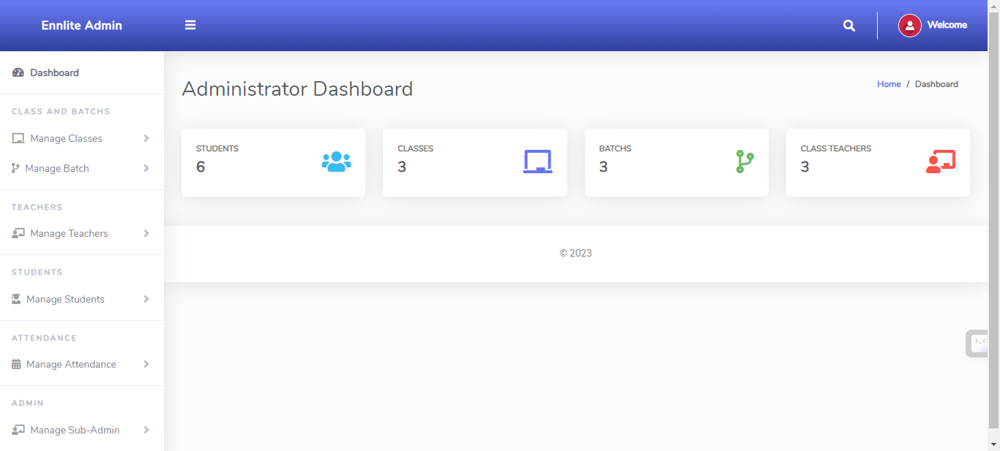 Ennlite Admin
Welcome
Dashboard
CLASS AND BATCHS
Manage Classes
Manage Batch
TEACHERS
Manage Teachers
STUDENTS
Manage Students
ATTENDANCE
Manage Attendance
ADMIN
Manage Sub-Admin
Administrator Dashboard
Home / Dashboard
STUDENTS
6
CLASSES
3
BATCHS
3
CLASS TEACHERS
3
© 2023